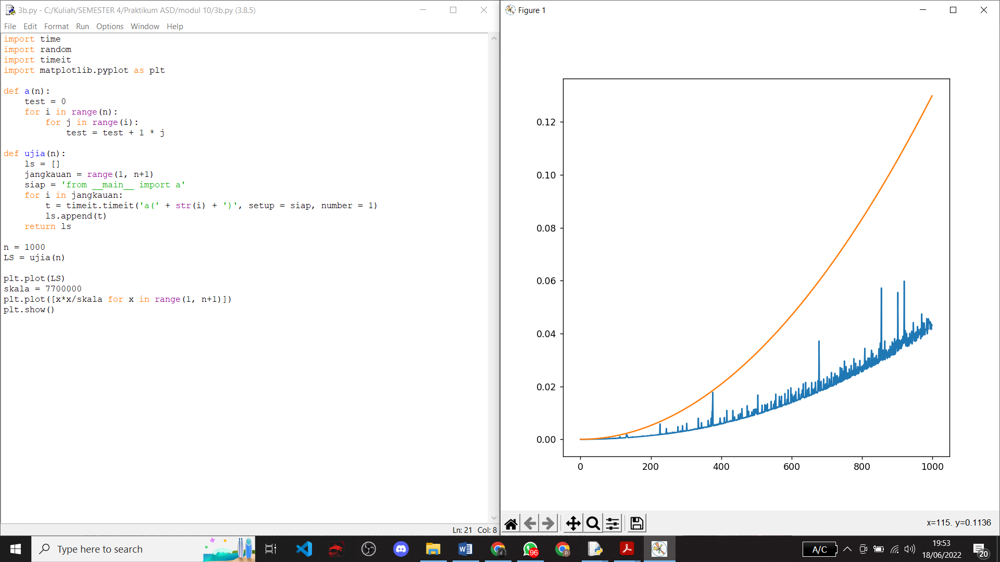 3b.py - C:/Kuliah/SEMESTER 4/Praktikum ASD/modul 10/3b.py (3.8.5)
File Edit Format Run Options Window Help
import time
import random
import timeit
import matplotlib.pyplot as plt
def a(n):
    test = 0
    for i in range(n):
        for j in range(i):
            test = test + 1 * j
def ujia(n):
    ls = []
    jangkauan = range(1, n+1)
    siap = 'from __main__ import a'
    for i in jangkauan:
        t = timeit.timeit('a(' + str(i) + ')', setup = siap, number = 1)
        ls.append(t)
    return ls
n = 1000
LS = ujia(n)
plt.plot(LS)
skala = 7700000
plt.plot([x*x/skala for x in range(1, n+1)])
plt.show()
Ln: 21 Col: 8
Figure 1
0.12
0.10
0.08
0.06
0.04
0.02
0.00
0 200 400 600 800 1000
x=115. y=0.1136
Type here to search
96
D
A/C
19:53
18/06/2022
20